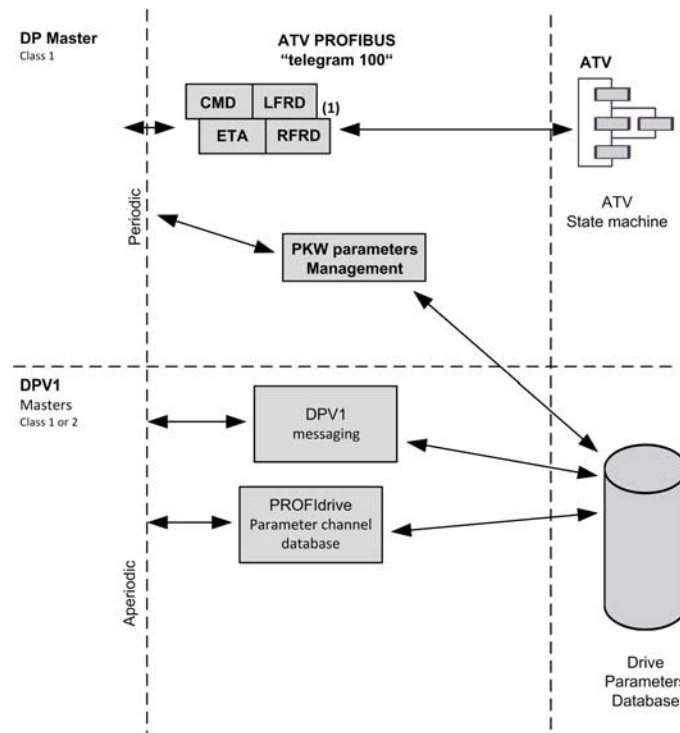 DP Master
Class 1
ATV PROFIBUS
“telegram 100“
CMD LFRD (1)
ETA RFRD
ATV
ATV
State machine
Periodic
PKW parameters
Management
DPV1
Masters
Class 1 or 2
DPV1
messaging
PROFIdrive
Parameter channel
database
Aperiodic
Drive
Parameters
Database